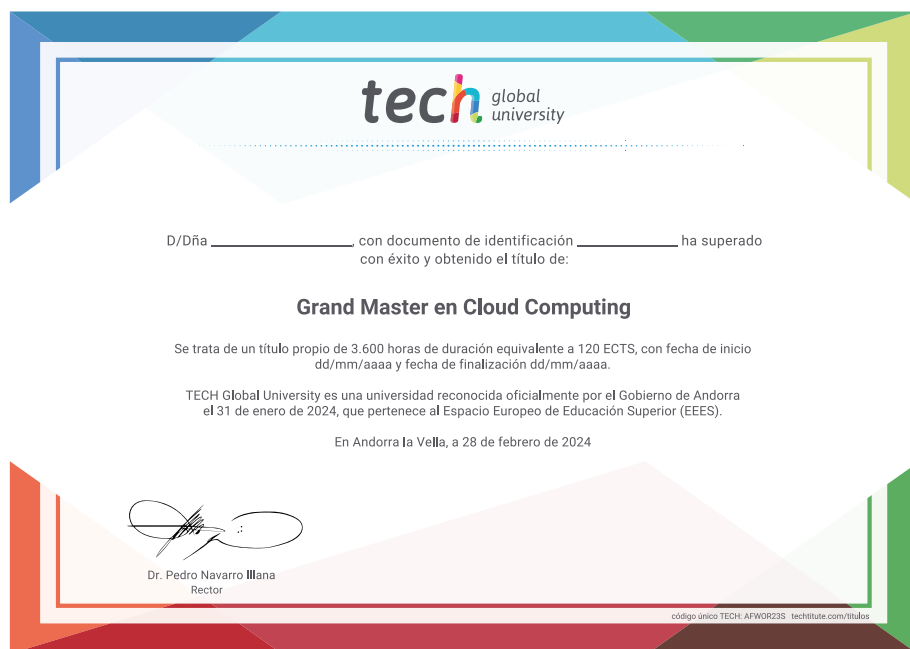 tech global university
D/Dña ____________________, con documento de identificación ______________ ha superado
con éxito y obtenido el título de:
Grand Master en Cloud Computing
Se trata de un título propio de 3.600 horas de duración equivalente a 120 ECTS, con fecha de inicio
dd/mm/aaaa y fecha de finalización dd/mm/aaaa.
TECH Global University es una universidad reconocida oficialmente por el Gobierno de Andorra
el 31 de enero de 2024, que pertenece al Espacio Europeo de Educación Superior (EEES).
En Andorra la Vella, a 28 de febrero de 2024
Dr. Pedro Navarro Illana
Rector
código único TECH: AFWOR23S techtitute.com/titulos